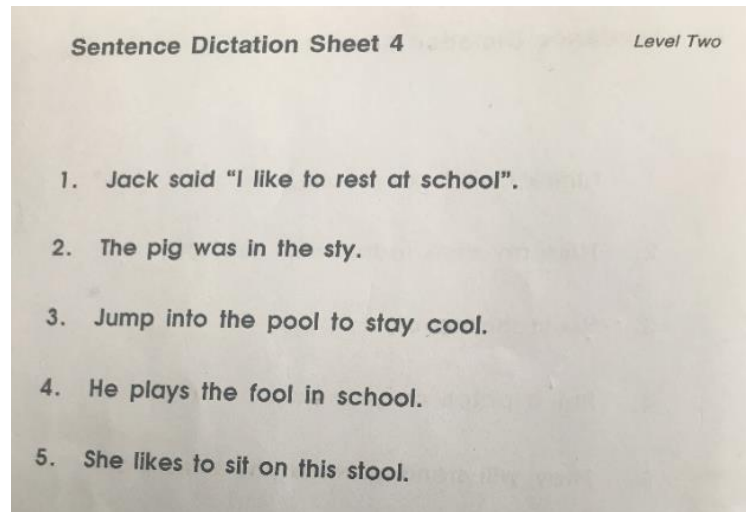 Sentence Dictation Sheet 4
Level Two
1. Jack said “I like to rest at school”.
2. The pig was in the sty.
3. Jump into the pool to stay cool.
4. He plays the fool in school.
5. She likes to sit on this stool.